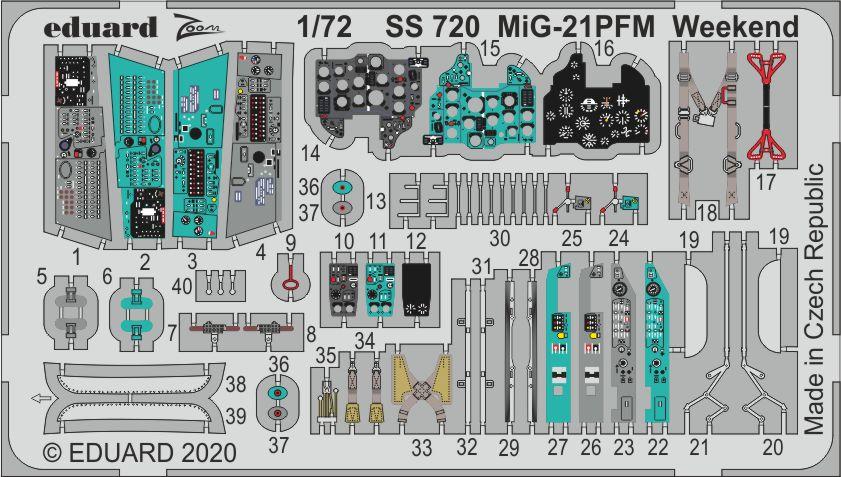 eduard Zoom 1/72 SS 720 MiG-21PFM Weekend
15 16
14 17
36
37 13 18
1 2 3 4 9 30 25 24 19 19
10 11 12 31 28
5 6 40
7 8 34
35
36 38
39
37 33 32 29 27 26 23 22 21 20
© EDUARD 2020
Made in Czech Republic